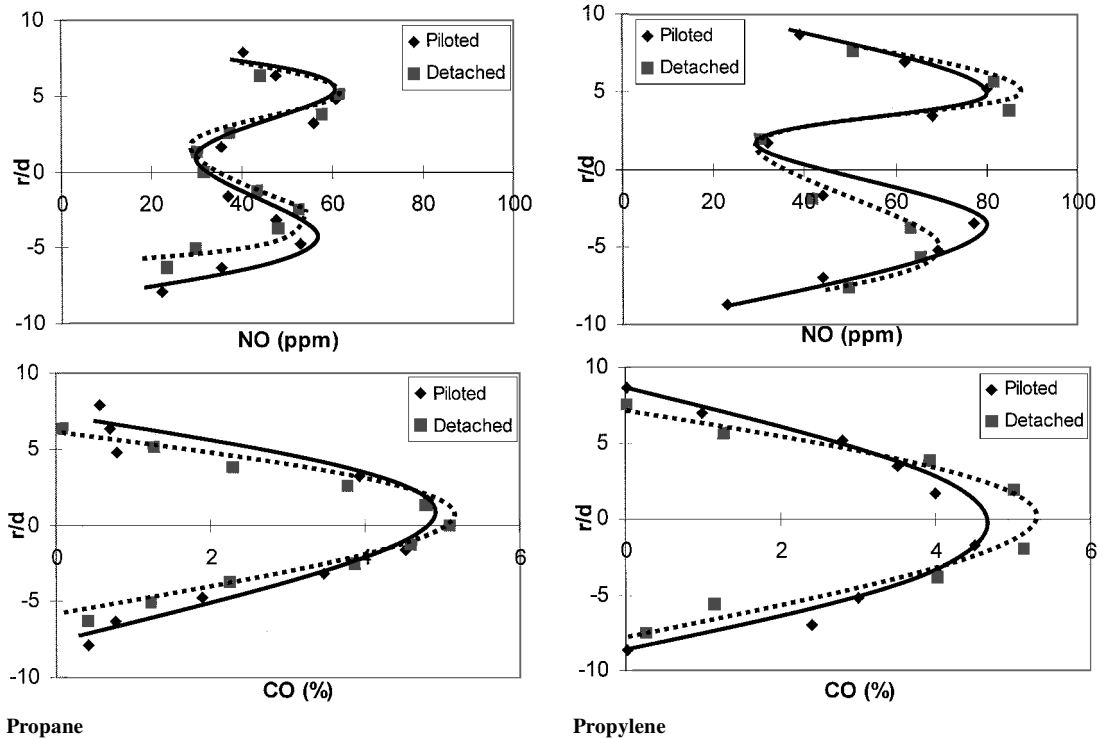 10
5
0
-5
-10
r/d
0 20 40 60 80 100
NO (ppm)
Piloted
Detached
10
5
0
-5
-10
r/d
0 20 40 60 80 100
NO (ppm)
Piloted
Detached
10
5
0
-5
-10
r/d
0 2 4 6
CO (%)
Piloted
Detached
10
5
0
-5
-10
r/d
0 2 4 6
CO (%)
Piloted
Detached
Propane
Propylene